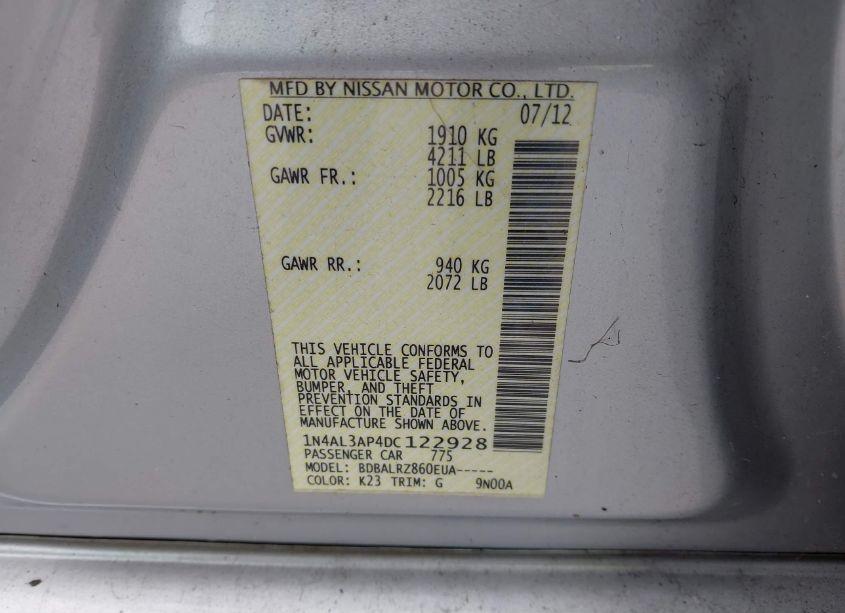 MFD BY NISSAN MOTOR CO., LTD.
DATE: 07/12
GVWR: 1910 KG
4211 LB
GAWR FR.: 1005 KG
2216 LB
GAWR RR.: 940 KG
2072 LB
THIS VEHICLE CONFORMS TO
ALL APPLICABLE FEDERAL
MOTOR VEHICLE SAFETY,
BUMPER, AND THEFT
PREVENTION STANDARDS IN
EFFECT ON THE DATE OF
MANUFACTURE SHOWN ABOVE.
1N4AL3AP4DC122928
PASSENGER CAR 775
MODEL: BDBALRZ860EUA-----
COLOR: K23 TRIM: G 9N00A